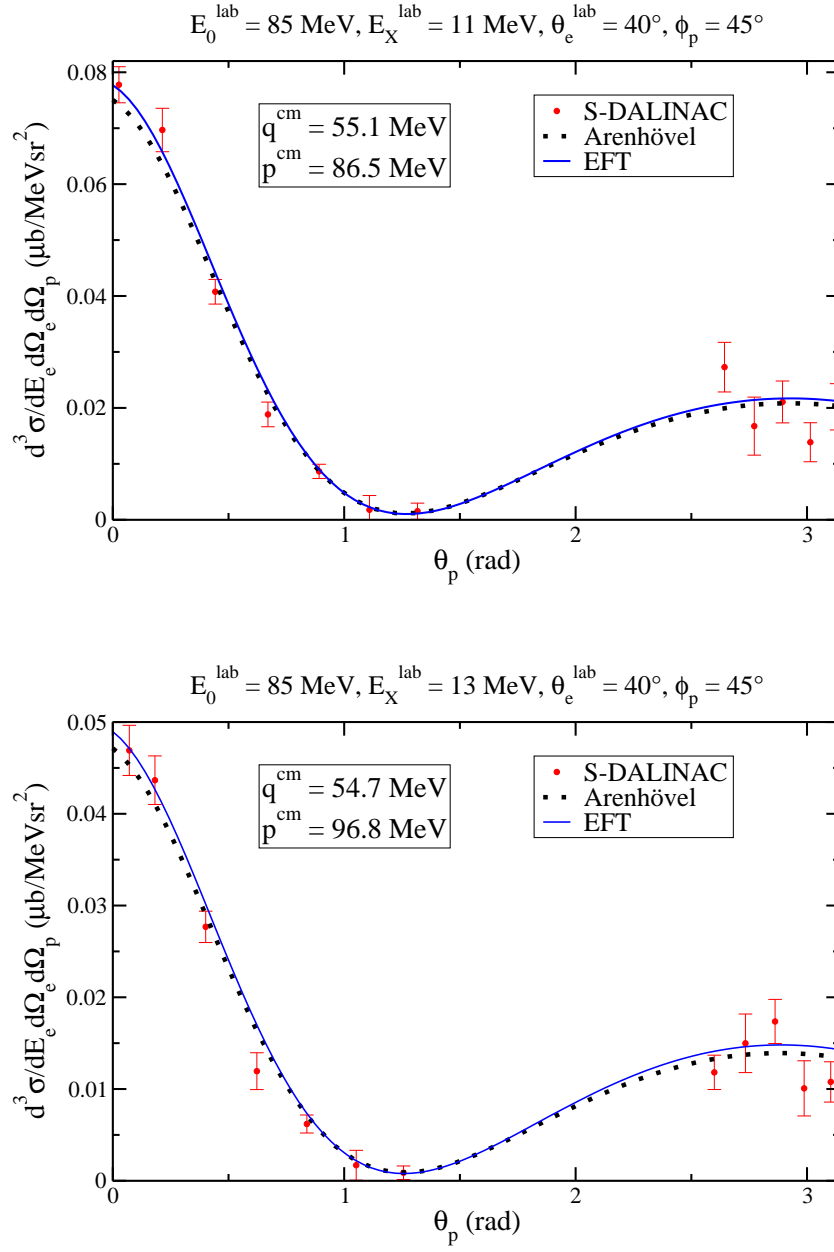 E₀ˡᵃᵇ = 85 MeV, E_Xˡᵃᵇ = 11 MeV, θₑˡᵃᵇ = 40°, ϕₚ = 45°
0.08
0.06
0.04
0.02
0
d³σ/dEₑdΩₑdΩₚ (μb/MeVsr²)
qᶜᵐ = 55.1 MeV
pᶜᵐ = 86.5 MeV
S-DALINAC
Arenhövel
EFT
0 1 2 3
θₚ (rad)
E₀ˡᵃᵇ = 85 MeV, E_Xˡᵃᵇ = 13 MeV, θₑˡᵃᵇ = 40°, ϕₚ = 45°
0.05
0.04
0.03
0.02
0.01
0
d³σ/dEₑdΩₑdΩₚ (μb/MeVsr²)
qᶜᵐ = 54.7 MeV
pᶜᵐ = 96.8 MeV
S-DALINAC
Arenhövel
EFT
0 1 2 3
θₚ (rad)